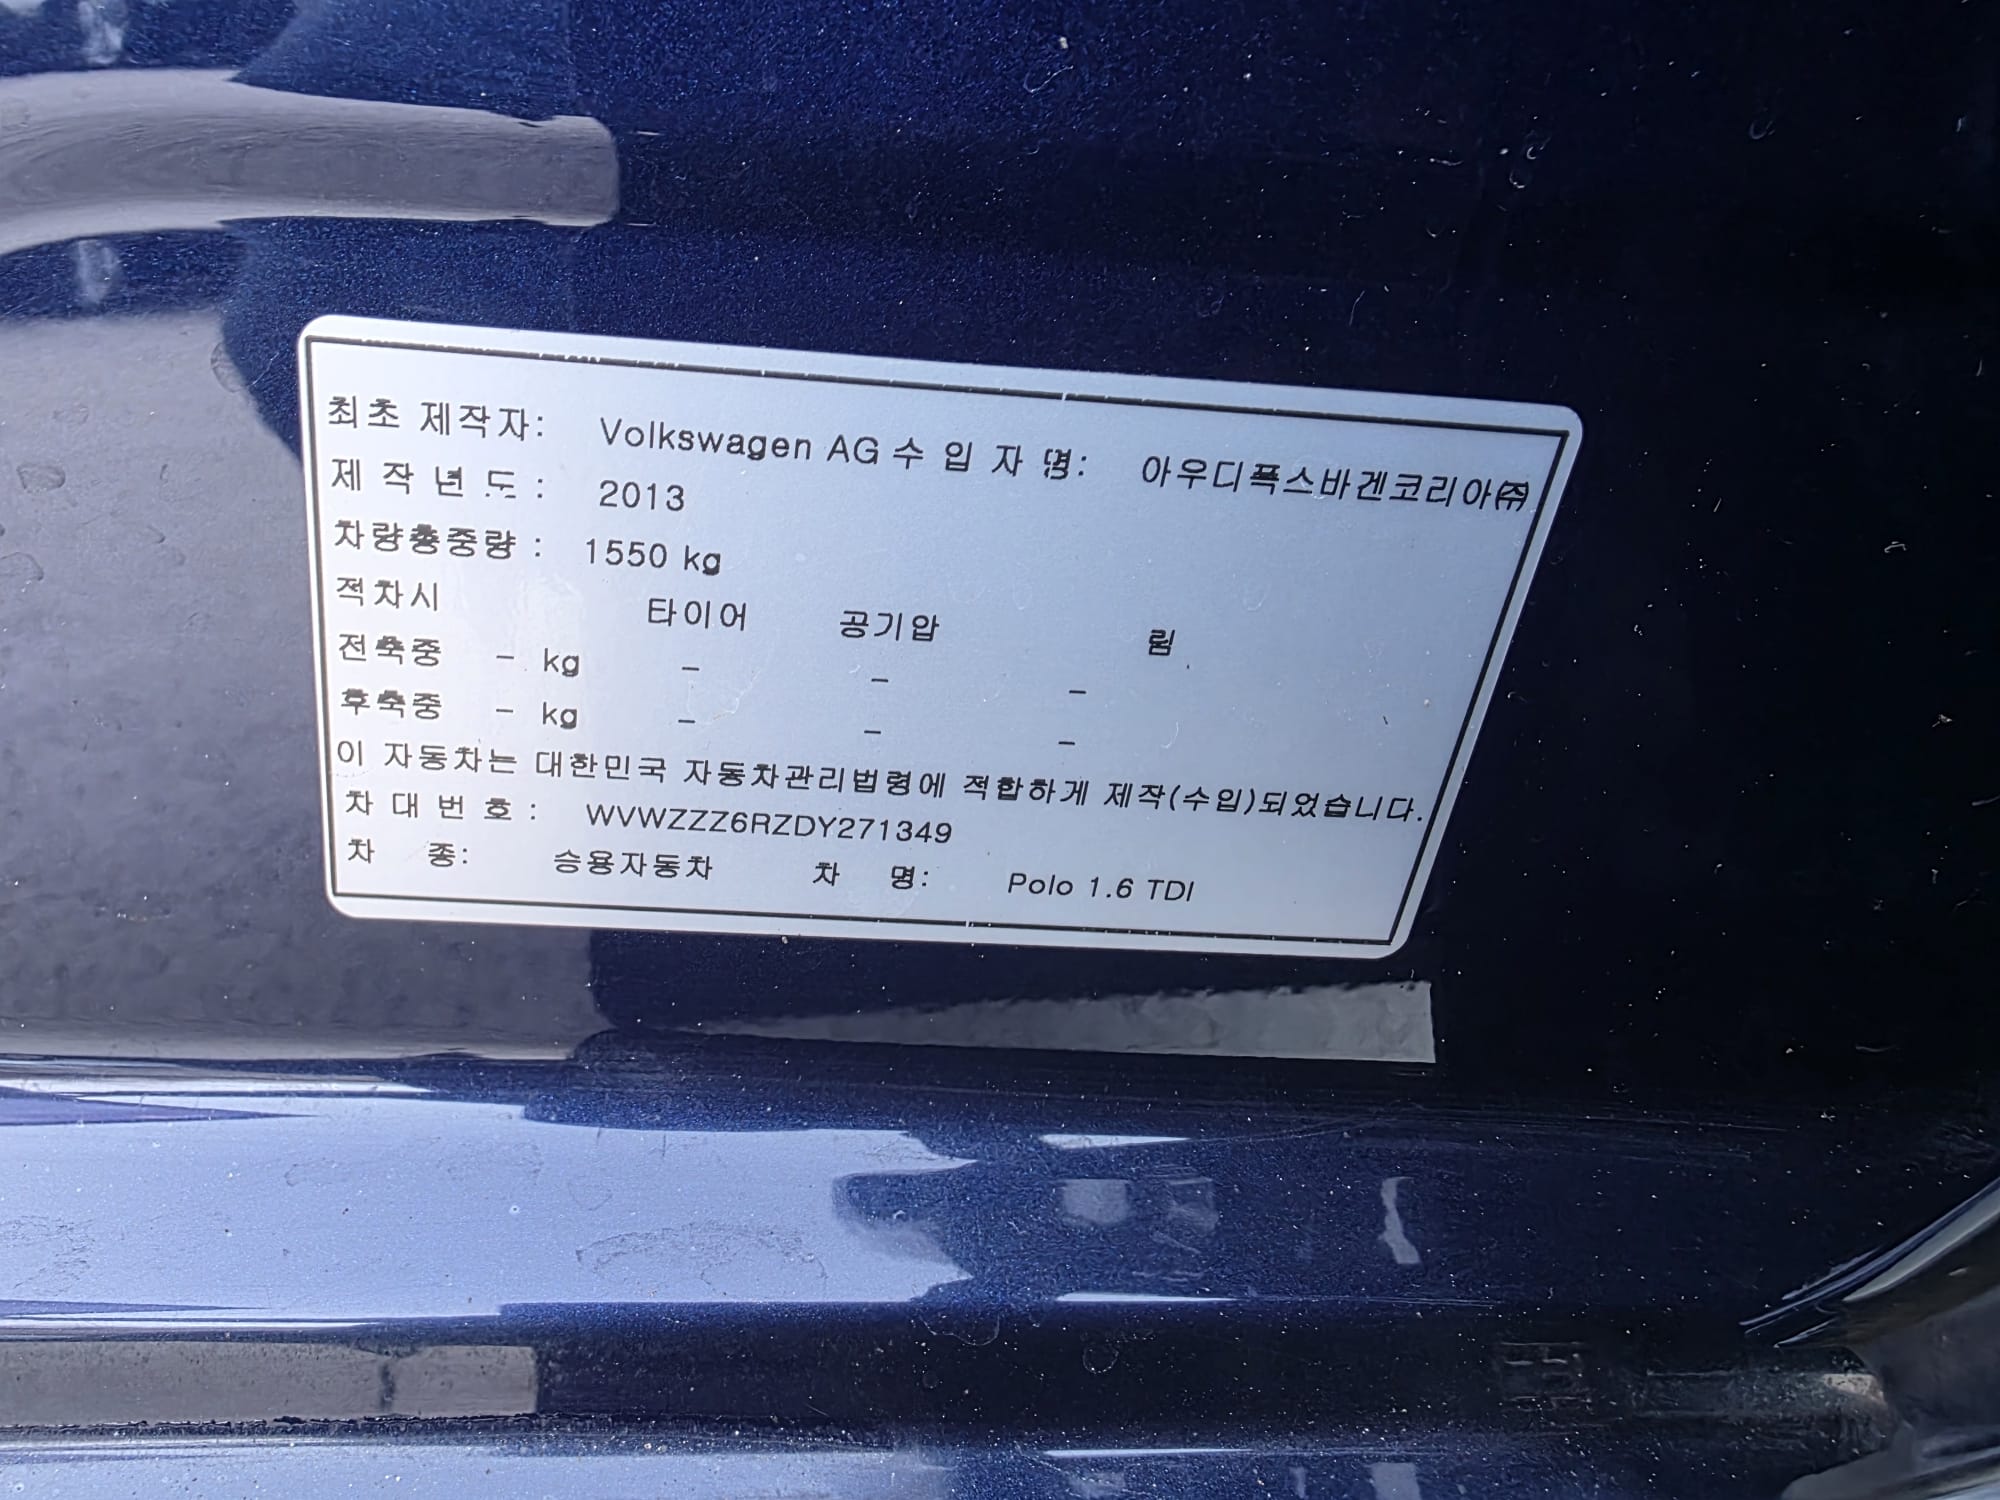 최초 제작자: Volkswagen AG 수 입 자 명: 아우디폭스바겐코리아㈜
제 작 년 도 : 2013
차량총중량 : 1550 kg
적차시 타이어 공기압 림
전축중 - kg - - -
후축중 - kg - - -
이 자동차는 대한민국 자동차관리법령에 적합하게 제작(수입)되었습니다.
차 대 번 호 : WVWZZZ6RZDY271349
차 종: 승용자동차 차 명: Polo 1.6 TDI